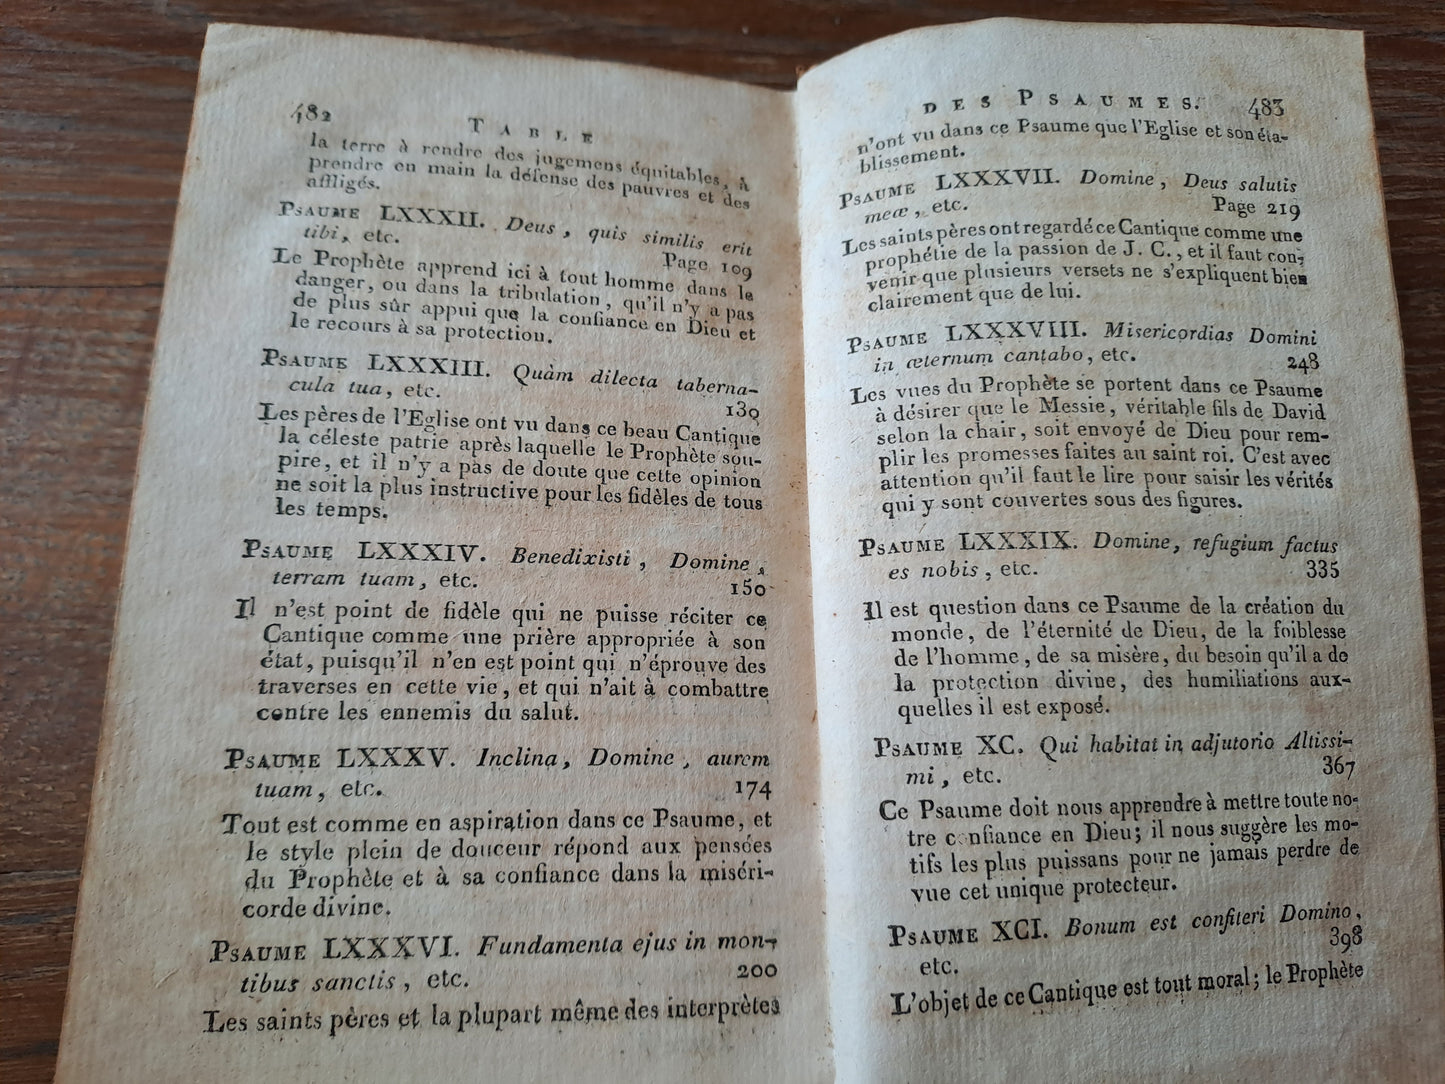 482
TABLE
la terre à rendre des jugemens équitables, à
prendre en main la défense des pauvres et des
affligés.
PSAUME LXXXII. Deus, quis similis erit
tibi, etc. Page 109
Le Prophète apprend ici à tout homme dans le
danger, ou dans la tribulation, qu'il n'y a pas
de plus sûr appui que la confiance en Dieu et
le recours à sa protection.
PSAUME LXXXIII. Quàm dilecta taberna-
cula tua, etc. 139
Les pères de l'Eglise ont vu dans ce beau Cantique
la céleste patrie après laquelle le Prophète sou-
pire, et il n'y a pas de doute que cette opinion
ne soit la plus instructive pour les fidèles de tous
les temps.
PSAUME LXXXIV. Benedixisti, Domine,
terram tuam, etc. 150
Il n'est point de fidèle qui ne puisse réciter ce
Cantique comme une prière appropriée à son
état, puisqu'il n'en est point qui n'éprouve des
traverses en cette vie, et qui n'ait à combattre
contre les ennemis du salut.
PSAUME LXXXV. Inclina, Domine, aurem
tuam, etc. 174
Tout est comme en aspiration dans ce Psaume, et
le style plein de douceur répond aux pensées
du Prophète et à sa confiance dans la miséri-
corde divine.
PSAUME LXXXVI. Fundamenta ejus in mon-
tibus sanctis, etc. 200
Les saints pères et la plupart même des interprètes
DES PSAUMES. 483
n'ont vu dans ce Psaume que l'Eglise et son éta-
blissement.
PSAUME LXXXVII. Domine, Deus salutis
meæ, etc. Page 219
Les saints pères ont regardé ce Cantique comme une
prophétie de la passion de J. C., et il faut con-
venir que plusieurs versets ne s'expliquent bien
clairement que de lui.
PSAUME LXXXVIII. Misericordias Domini
in æternum cantabo, etc. 248
Les vues du Prophète se portent dans ce Psaume
à désirer que le Messie, véritable fils de David
selon la chair, soit envoyé de Dieu pour rem-
plir les promesses faites au saint roi. C'est avec
attention qu'il faut le lire pour saisir les vérités
qui y sont couvertes sous des figures.
PSAUME LXXXIX. Domine, refugium factus
es nobis, etc. 335
Il est question dans ce Psaume de la création du
monde, de l'éternité de Dieu, de la foiblesse
de l'homme, de sa misère, du besoin qu'il a de
la protection divine, des humiliations aux-
quelles il est exposé.
PSAUME XC. Qui habitat in adjutorio Altissi-
mi, etc. 367
Ce Psaume doit nous apprendre à mettre toute no-
tre confiance en Dieu; il nous suggère les mo-
tifs les plus puissans pour ne jamais perdre de
vue cet unique protecteur.
PSAUME XCI. Bonum est confiteri Domino,
etc. 398
L'objet de ce Cantique est tout moral; le Prophète